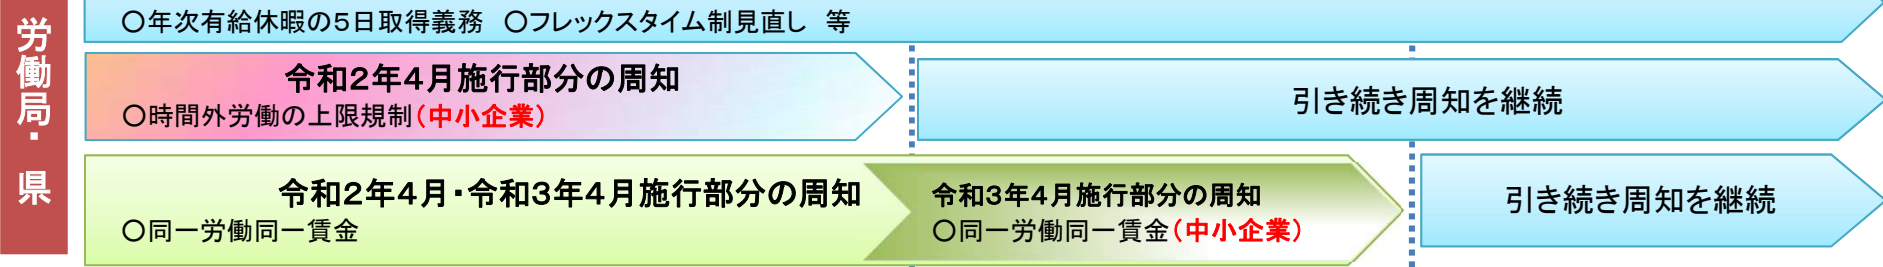 労働局・県
○年次有給休暇の5日取得義務　○フレックスタイム制見直し　等
令和2年4月施行部分の周知
○時間外労働の上限規制(中小企業)
引き続き周知を継続
令和2年4月・令和3年4月施行部分の周知
○同一労働同一賃金
令和3年4月施行部分の周知
○同一労働同一賃金(中小企業)
引き続き周知を継続